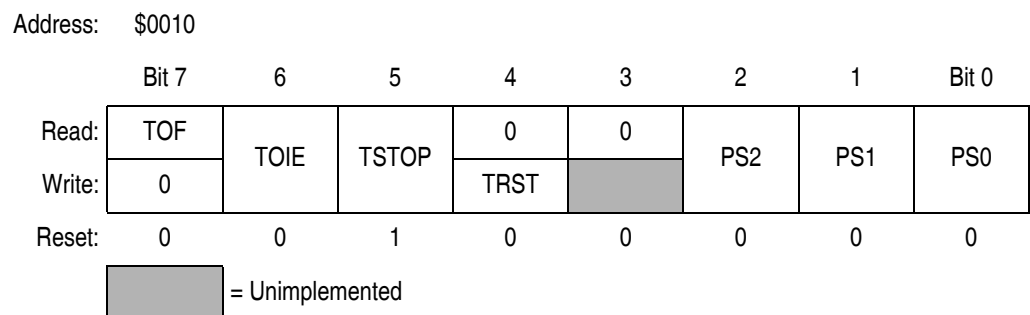 Address: $0010
Bit 7 6 5 4 3 2 1 Bit 0
Read: TOF TOIE TSTOP 0 0 PS2 PS1 PS0
Write: 0 TRST
Reset: 0 0 1 0 0 0 0 0
= Unimplemented